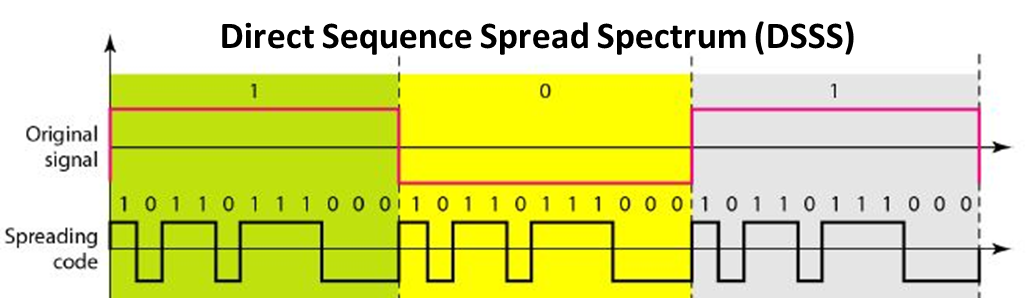 Direct Sequence Spread Spectrum (DSSS)
1 0 1
Original
signal
1 0 1 1 0 1 1 1 0 0 0 1 0 1 1 0 1 1 1 0 0 0 1 0 1 1 0 1 1 1 0 0 0
Spreading
code